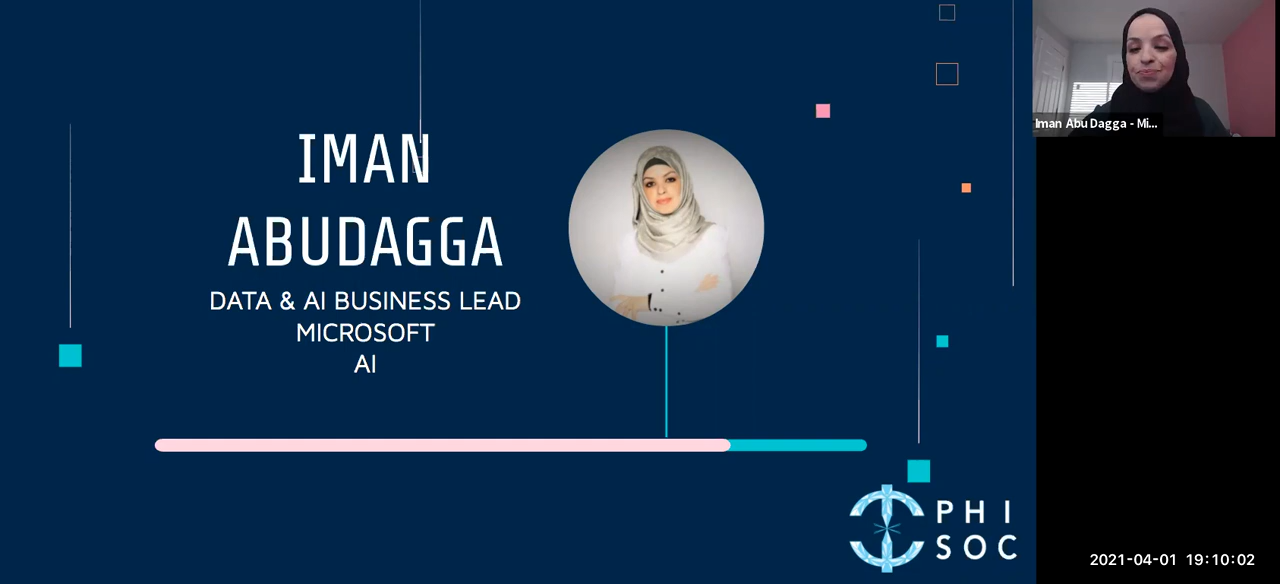 IMAN
ABUDAGGA
DATA & AI BUSINESS LEAD
MICROSOFT
AI
Iman Abu Dagga - Mi...
PHI
SOC
2021-04-01 19:10:02